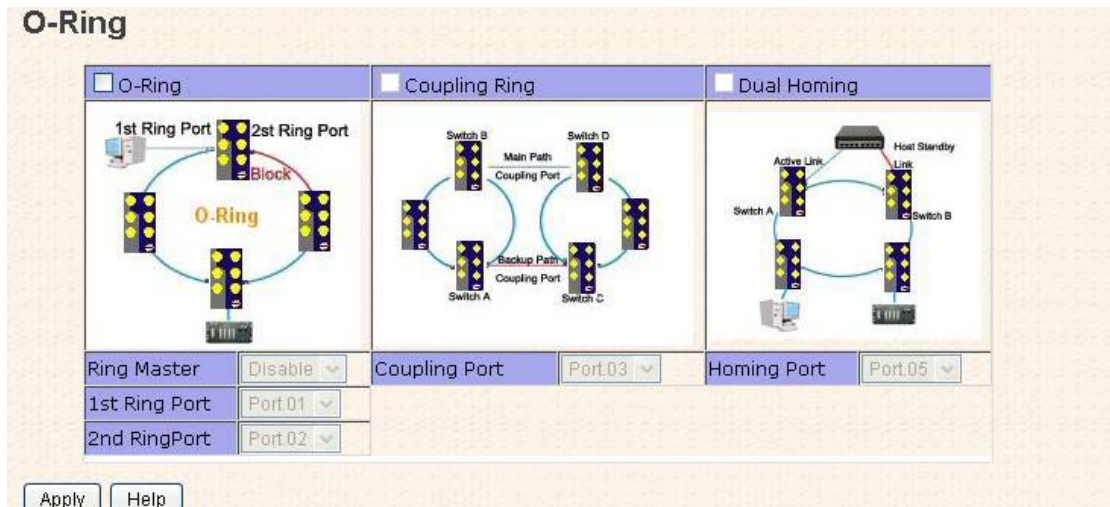 O-Ring
O-Ring
Coupling Ring
Dual Homing
1st Ring Port
2st Ring Port
Block
O-Ring
Switch B
Switch D
Main Path
Coupling Port
Backup Path
Coupling Port
Switch A
Switch C
Host Standby
Active Link
Link
Switch A
Switch B
Ring Master Disable
Coupling Port Port.03
Homing Port Port.05
1st Ring Port Port.01
2nd RingPort Port.02
Apply Help